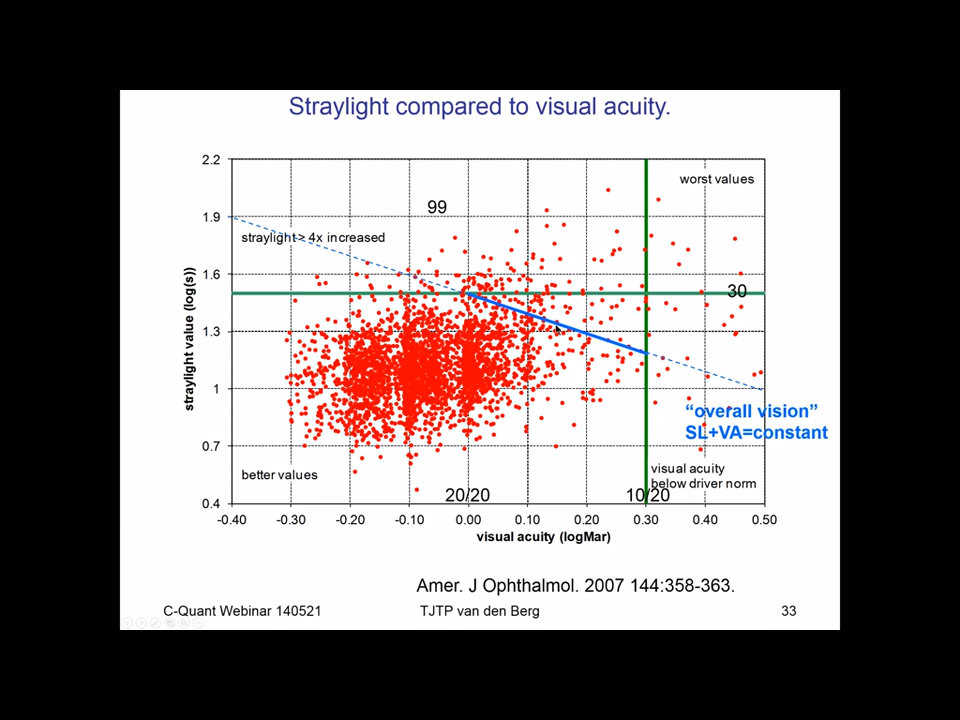 Straylight compared to visual acuity.
2.2
1.9
1.6
1.3
1
0.7
0.4
straylight value (log(s))
worst values
99
straylight > 4x increased
30
"overall vision"
SL+VA=constant
better values
visual acuity
below driver norm
20/20
10/20
-0.40 -0.30 -0.20 -0.10 0.00 0.10 0.20 0.30 0.40 0.50
visual acuity (logMar)
Amer. J Ophthalmol. 2007 144:358-363.
C-Quant Webinar 140521 TJTP van den Berg 33